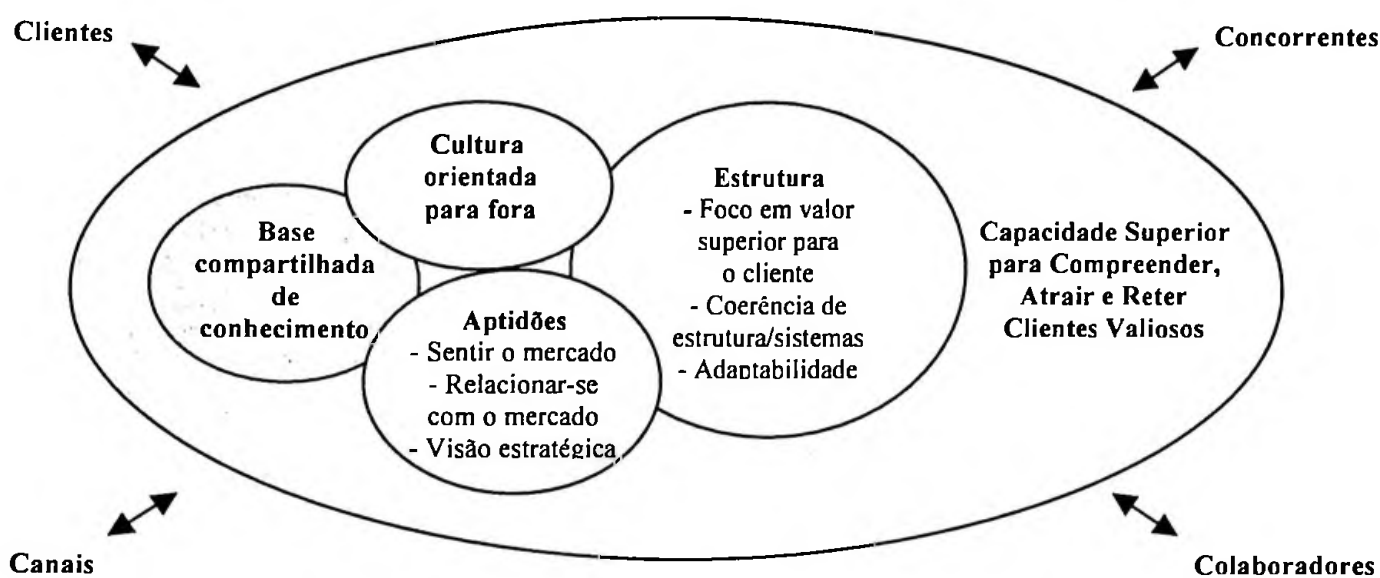 Clientes
Concorrentes
Cultura
orientada
para fora
Base
compartilhada
de
conhecimento
Aptidões
- Sentir o mercado
- Relacionar-se
com o mercado
- Visão estratégica
Estrutura
- Foco em valor
superior para
o cliente
- Coerência de
estrutura/sistemas
- Adaptabilidade
Capacidade Superior
para Compreender,
Atrair e Reter
Clientes Valiosos
Canais
Colaboradores